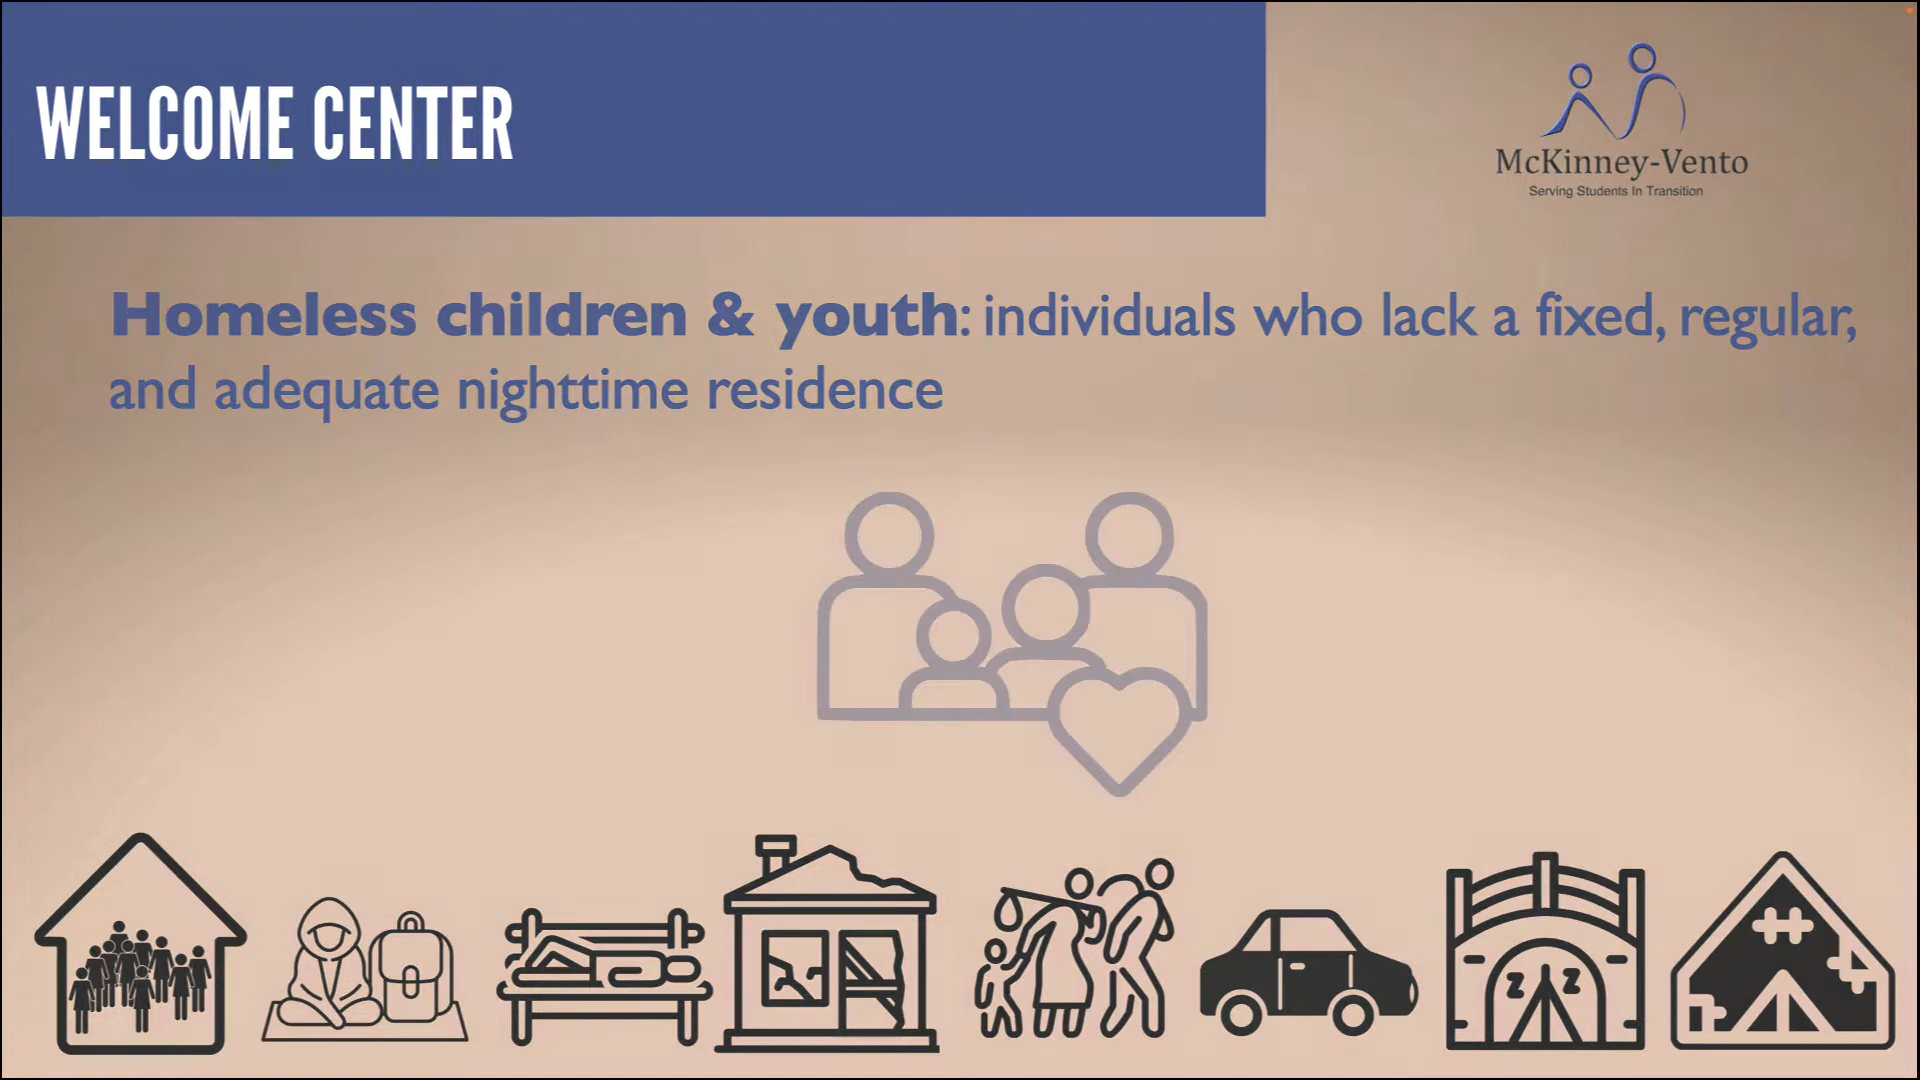 WELCOME CENTER
McKinney-Vento
Serving Students In Transition
Homeless children & youth: individuals who lack a fixed, regular,
and adequate nighttime residence
z z